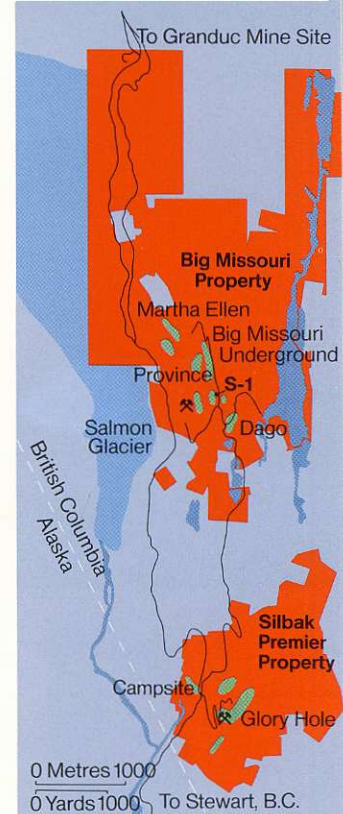 To Granduc Mine Site
Big Missouri
Property
Martha Ellen
Big Missouri
Underground
Province
S-1
Salmon
Glacier
Dago
British Columbia
Alaska
Silbak
Premier
Property
Campsite
Glory Hole
0 Metres 1000
0 Yards 1000
To Stewart, B.C.